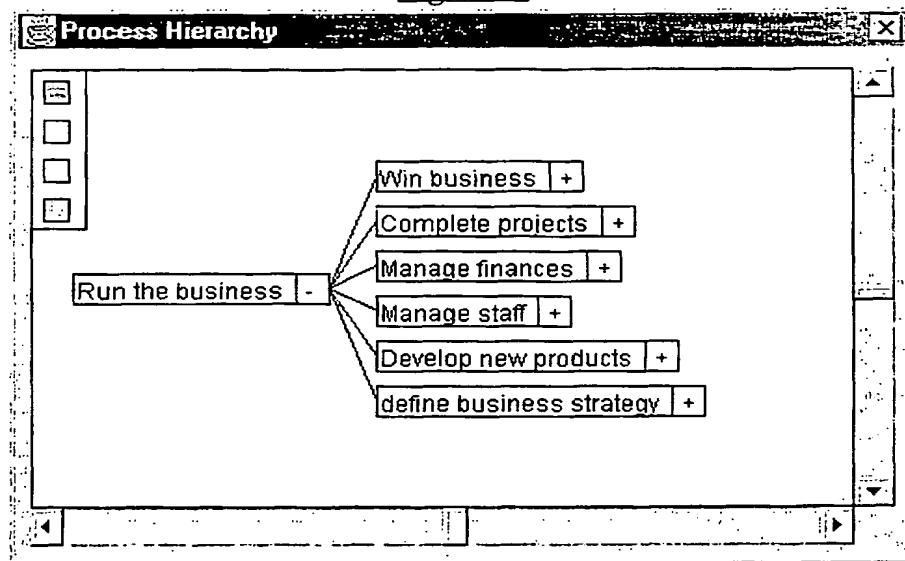 Process Hierarchy
Win business +
Complete projects +
Manage finances +
Run the business -
Manage staff +
Develop new products +
define business strategy +